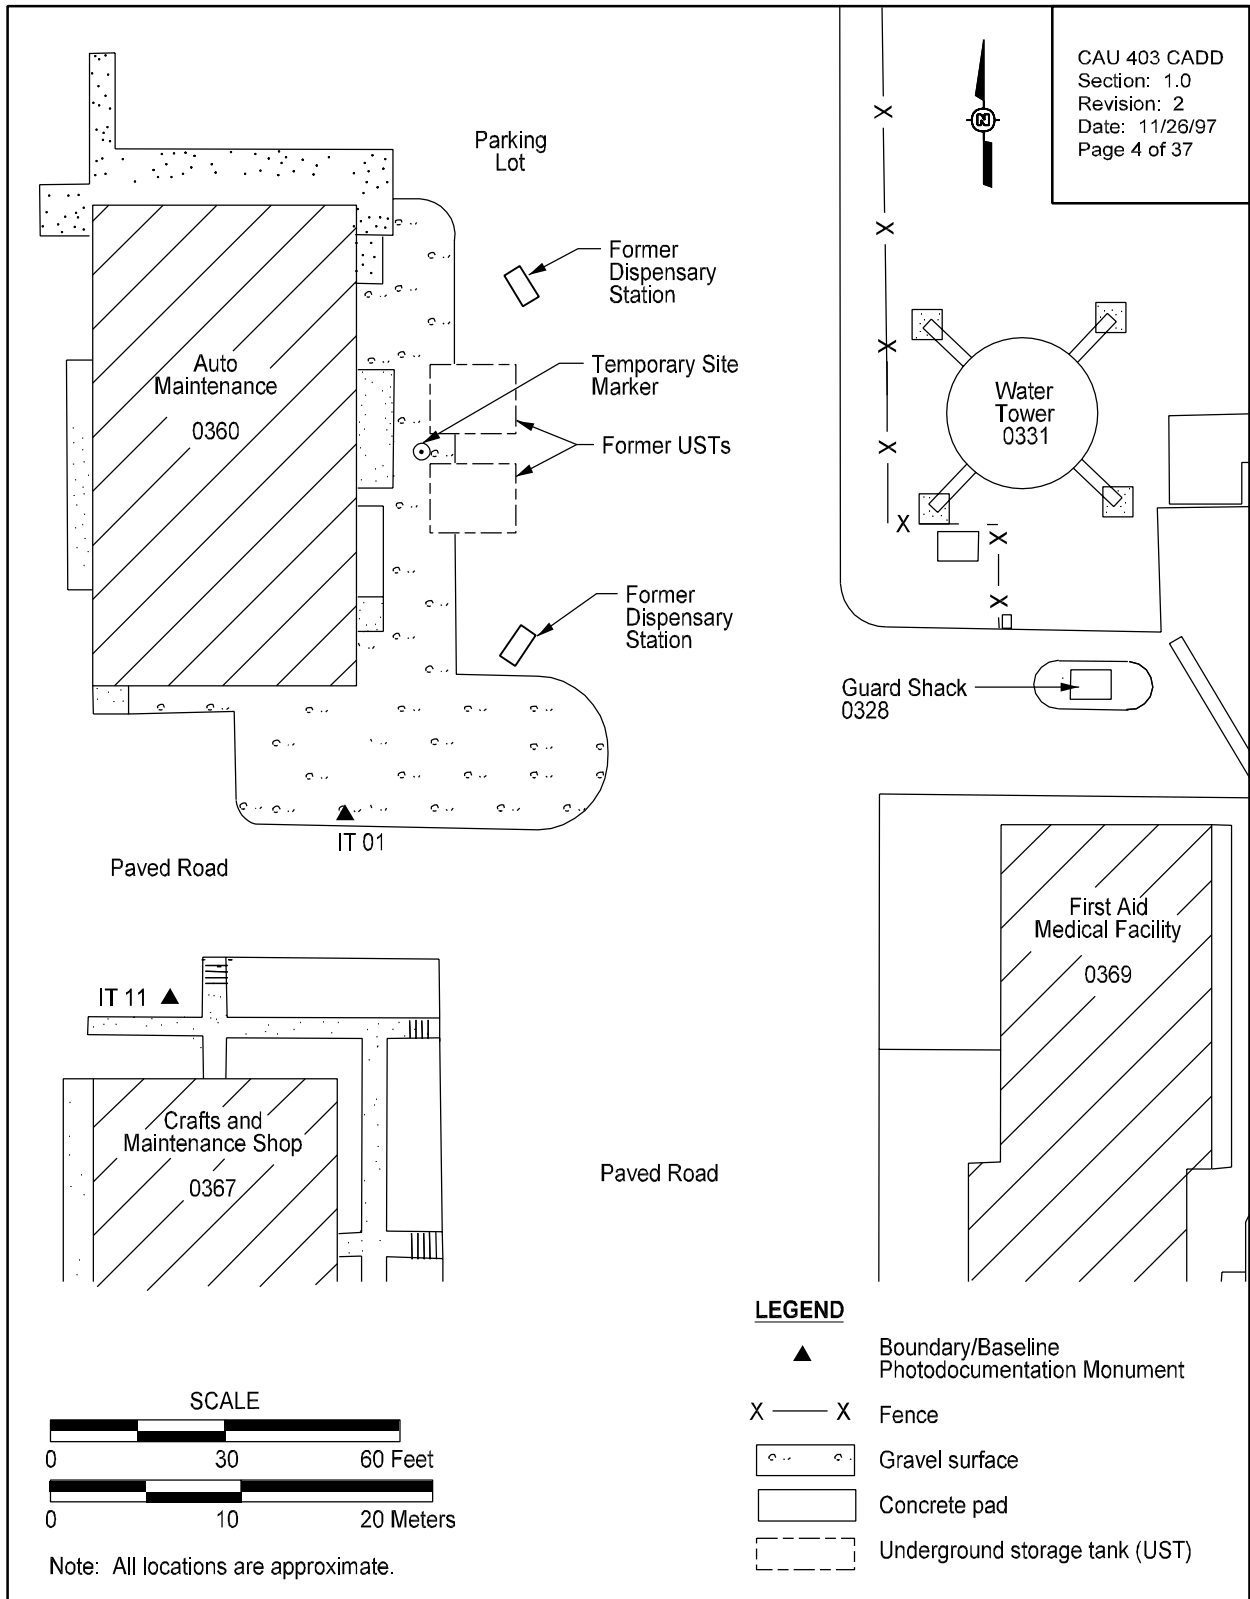 CAU 403 CADD
Section: 1.0
Revision: 2
Date: 11/26/97
Page 4 of 37
N
Parking
Lot
Former
Dispensary
Station
Temporary Site
Marker
Former USTs
Auto
Maintenance
0360
Water
Tower
0331
X
X
X
X
X
X
X
Former
Dispensary
Station
Guard Shack
0328
IT 01
Paved Road
First Aid
Medical Facility
0369
IT 11
Crafts and
Maintenance Shop
0367
Paved Road
LEGEND
Boundary/Baseline
Photodocumentation Monument
X X Fence
Gravel surface
Concrete pad
Underground storage tank (UST)
SCALE
0 30 60 Feet
0 10 20 Meters
Note: All locations are approximate.